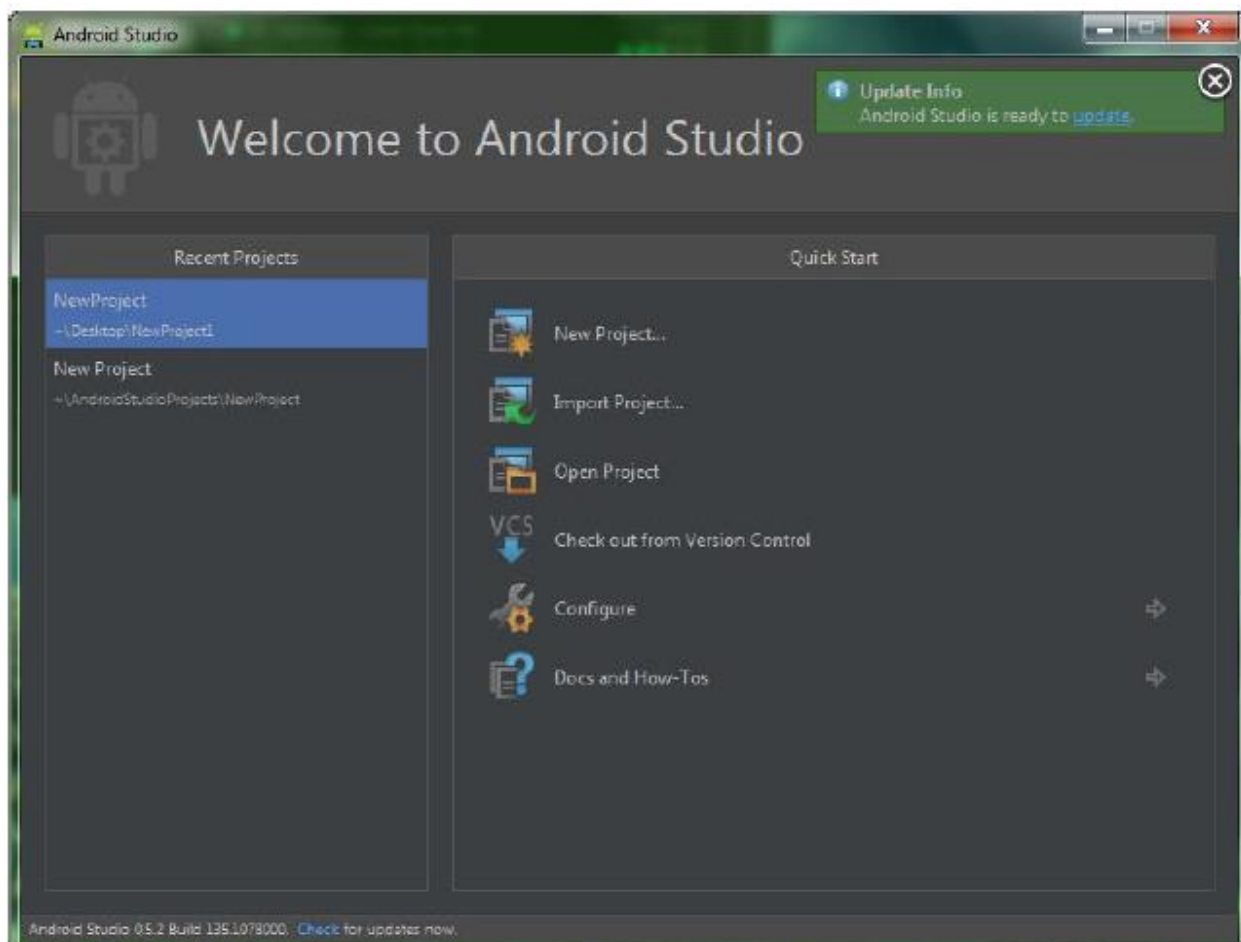 Android Studio
Update Info
Android Studio is ready to update.
Welcome to Android Studio
Recent Projects
NewProject
~\Desktop\NewProject1
New Project
~\AndroidStudioProjects\NewProject
Quick Start
New Project...
Import Project...
Open Project
VCS
Check out from Version Control
Configure
Docs and How-Tos
Android Studio 0.5.2 Build 135.1078000. Check for updates now.